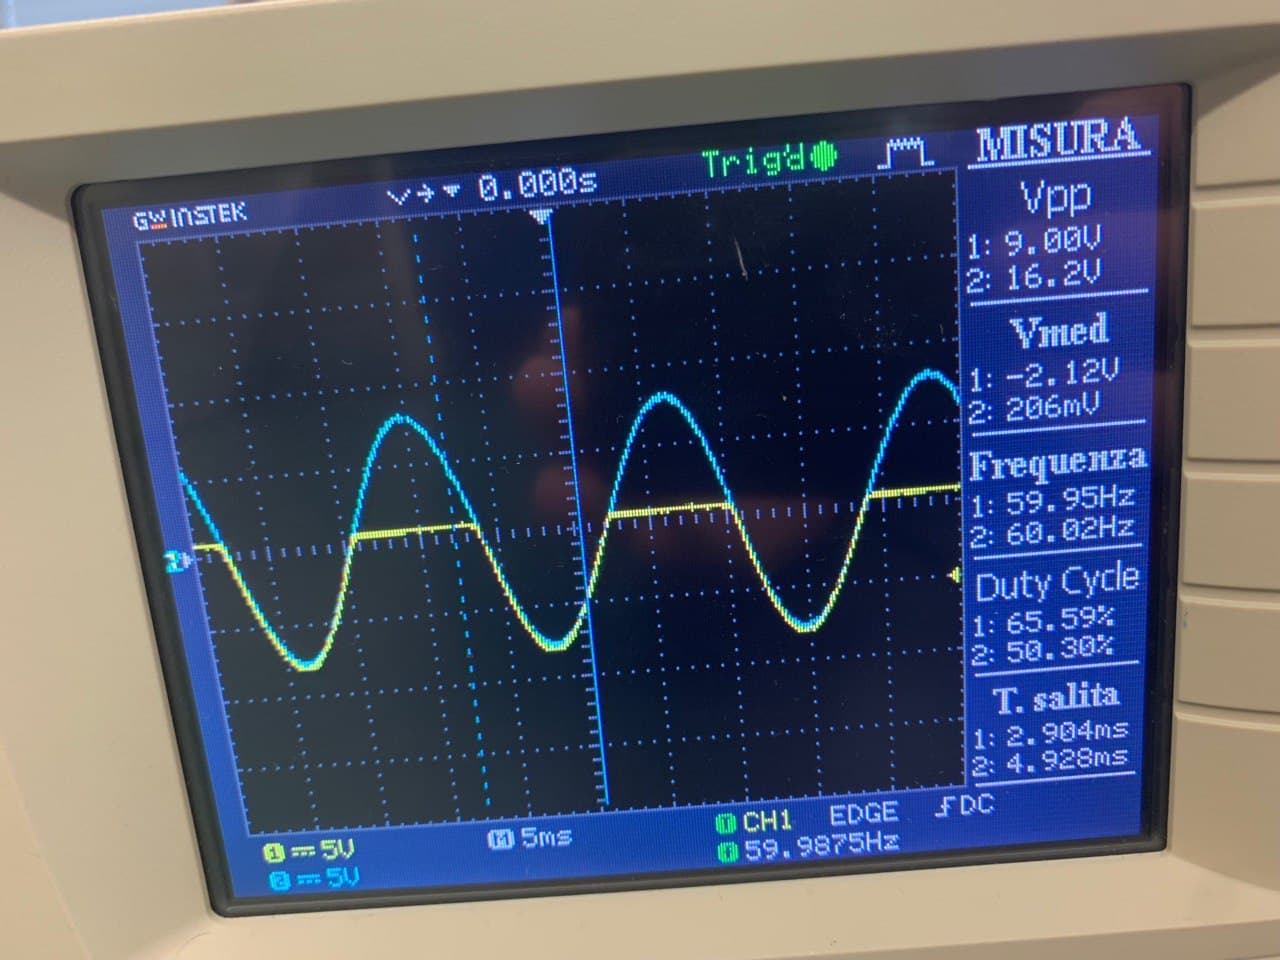 GW INSTEK
0.000s
Trig'd
MISURA
Vpp
1: 9.00V
2: 16.2V
Vmed
1: -2.12V
2: 206mV
Frequenza
1: 59.95Hz
2: 60.02Hz
Duty Cycle
1: 65.59%
2: 50.30%
T. salita
1: 2.904ms
2: 4.928ms
1 5V
2 5V
M 5ms
T CH1 EDGE DC
f 59.9875Hz